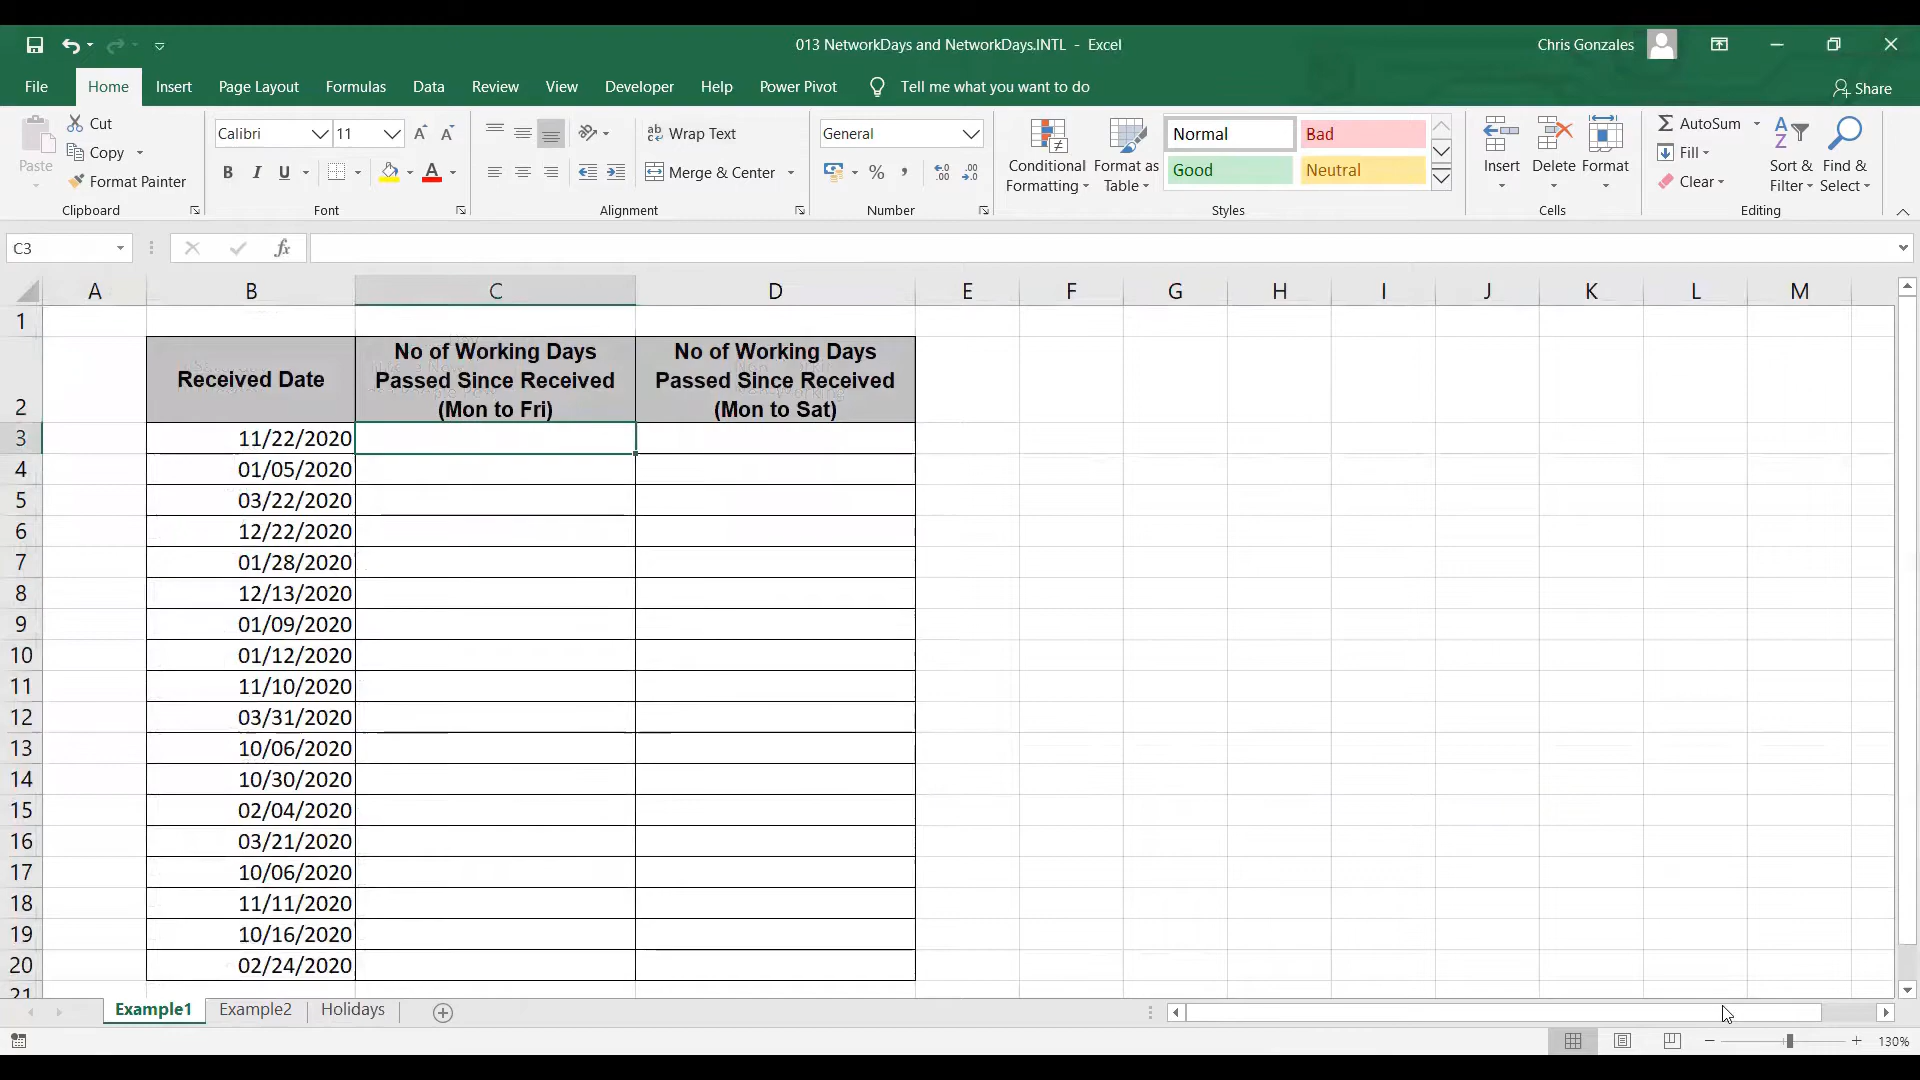 013 NetworkDays and NetworkDays.INTL - Excel
Chris Gonzales
File Home Insert Page Layout Formulas Data Review View Developer Help Power Pivot Tell me what you want to do
Share
Paste
Cut
Copy
Format Painter
Clipboard
Calibri 11
B I U
Font
Wrap Text
Merge & Center
Alignment
General
Number
Conditional Formatting
Format as Table
Normal Bad
Good Neutral
Styles
Insert Delete Format
Cells
AutoSum
Fill
Clear
Sort & Filter
Find & Select
Editing
C3
fx
A B C D E F G H I J K L M
1
2 Received Date
No of Working Days
Passed Since Received
(Mon to Fri)
No of Working Days
Passed Since Received
(Mon to Sat)
3 11/22/2020
4 01/05/2020
5 03/22/2020
6 12/22/2020
7 01/28/2020
8 12/13/2020
9 01/09/2020
10 01/12/2020
11 11/10/2020
12 03/31/2020
13 10/06/2020
14 10/30/2020
15 02/04/2020
16 03/21/2020
17 10/06/2020
18 11/11/2020
19 10/16/2020
20 02/24/2020
21
Example1 Example2 Holidays
130%